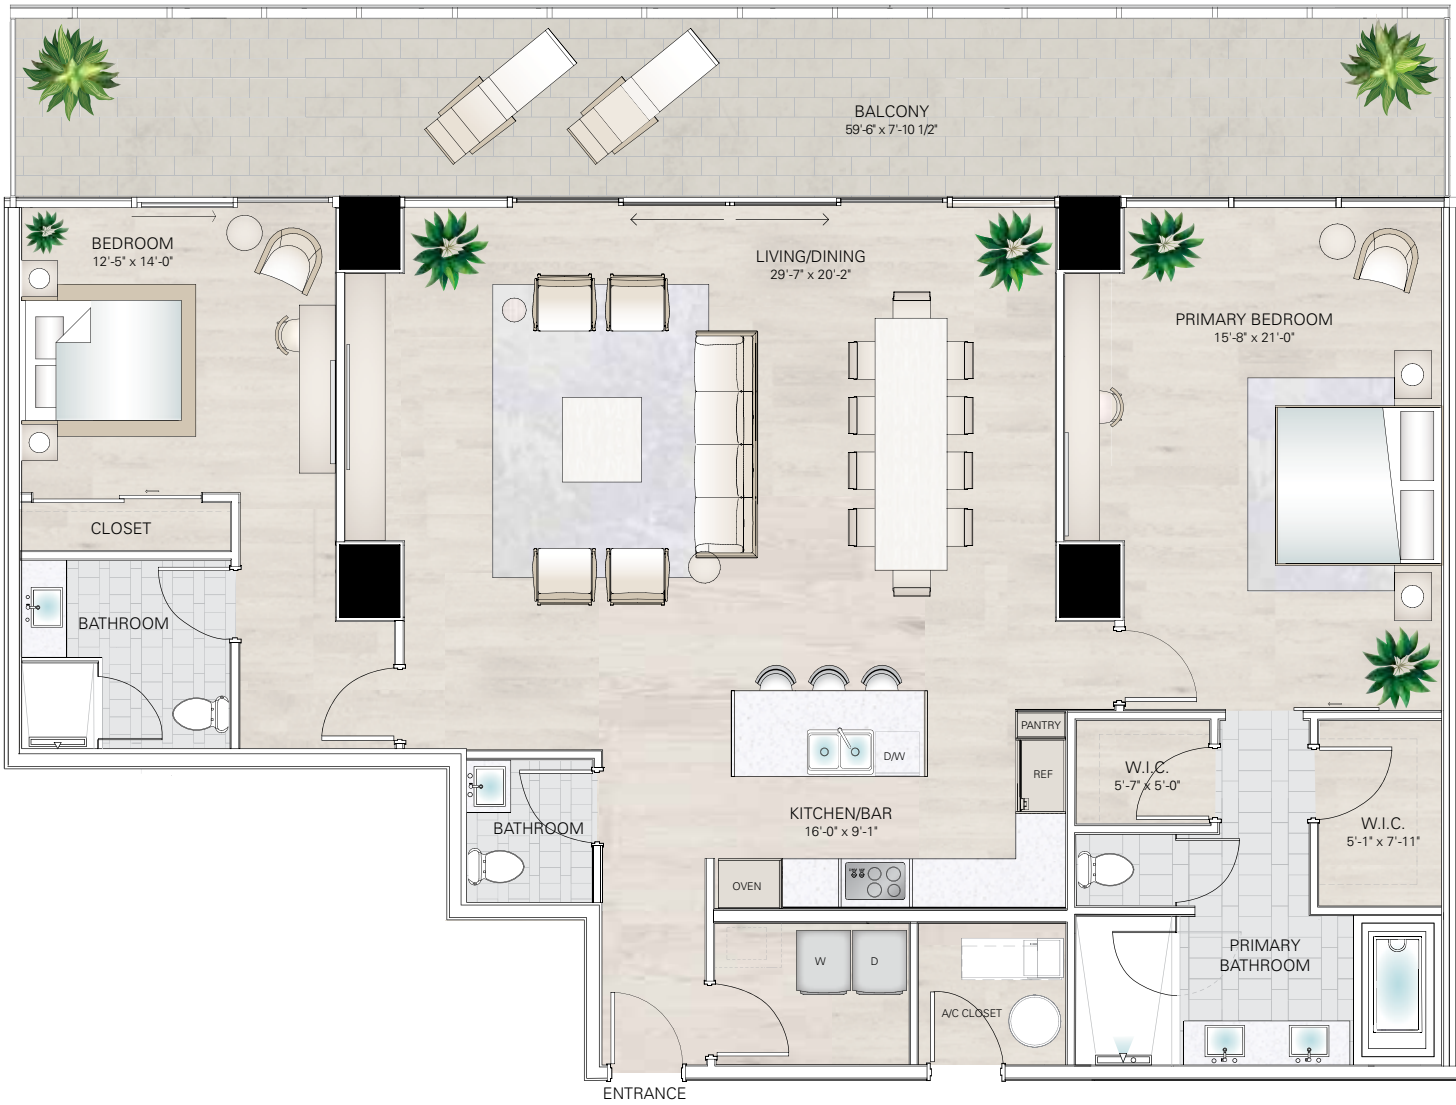 BALCONY
59'-6" x 7'-10 1/2"
BEDROOM
12'-5" x 14'-0"
LIVING/DINING
29'-7" x 20'-2"
PRIMARY BEDROOM
15'-8" x 21'-0"
CLOSET
BATHROOM
PANTRY
D/W
REF
W.I.C.
5'-7" x 5'-0"
KITCHEN/BAR
16'-0" x 9'-1"
W.I.C.
5'-1" x 7'-11"
BATHROOM
OVEN
PRIMARY
BATHROOM
W
D
A/C CLOSET
ENTRANCE